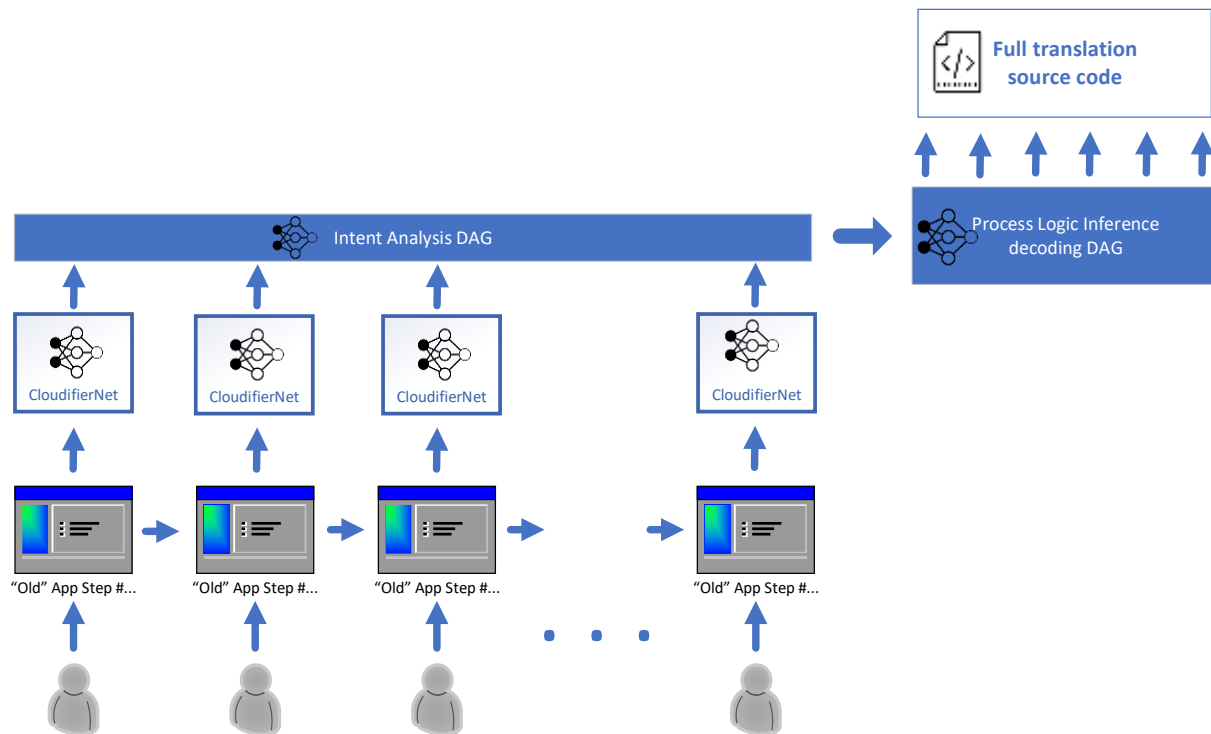 Full translation
source code
Intent Analysis DAG
Process Logic Inference
decoding DAG
CloudifierNet
CloudifierNet
CloudifierNet
CloudifierNet
“Old” App Step #...
“Old” App Step #...
“Old” App Step #...
“Old” App Step #...